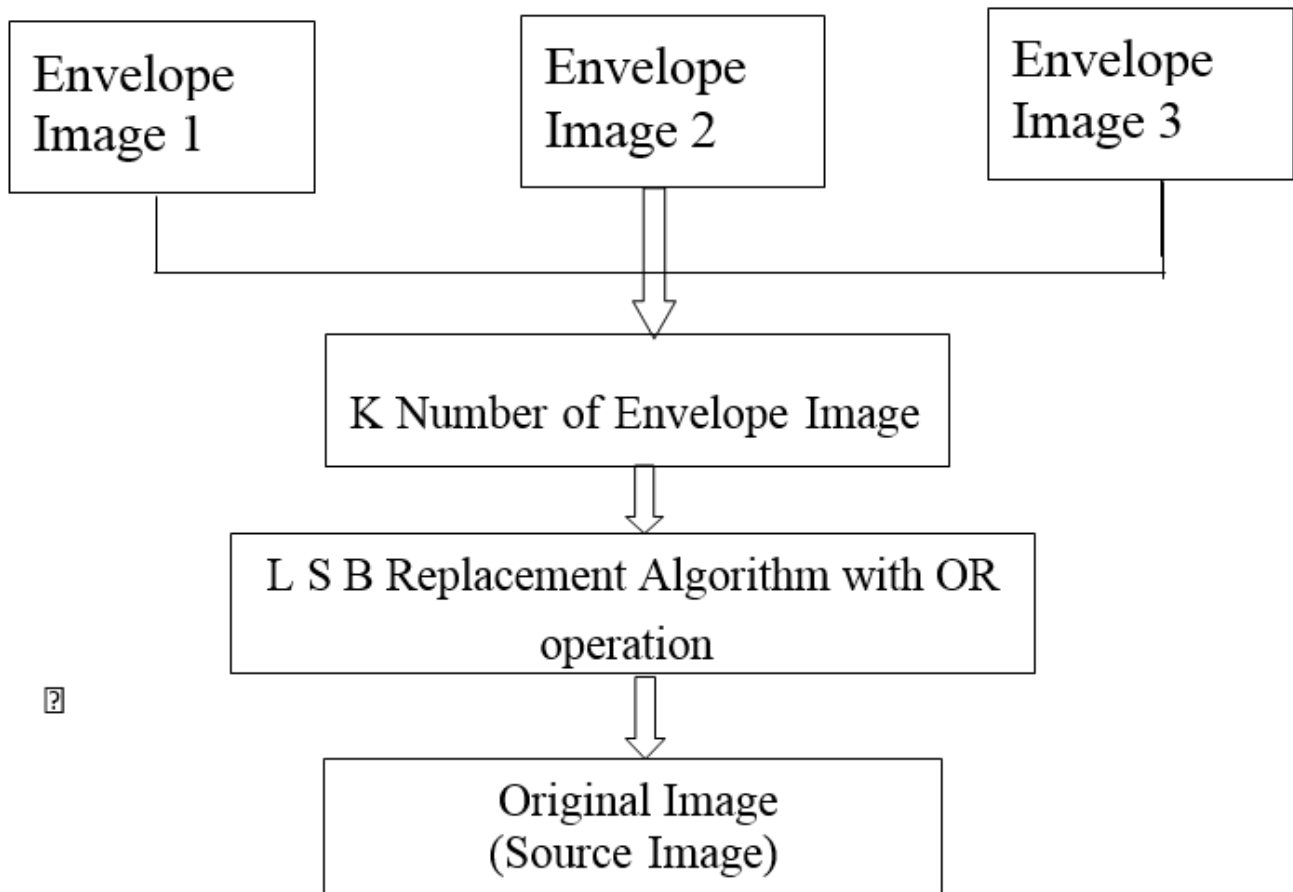 Envelope
Image 1
Envelope
Image 2
Envelope
Image 3
K Number of Envelope Image
L S B Replacement Algorithm with OR
operation
Original Image
(Source Image)